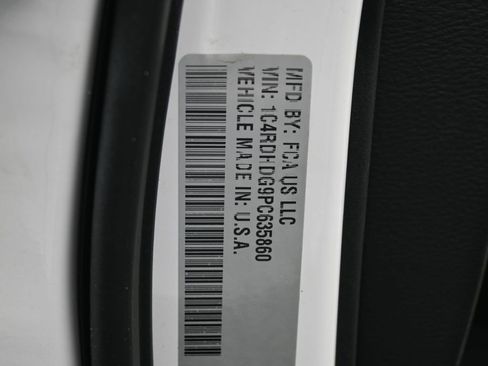 MFD BY: FCA US LLC
VIN: 1C4RDHDG9PC635860
VEHICLE MADE IN: U.S.A.